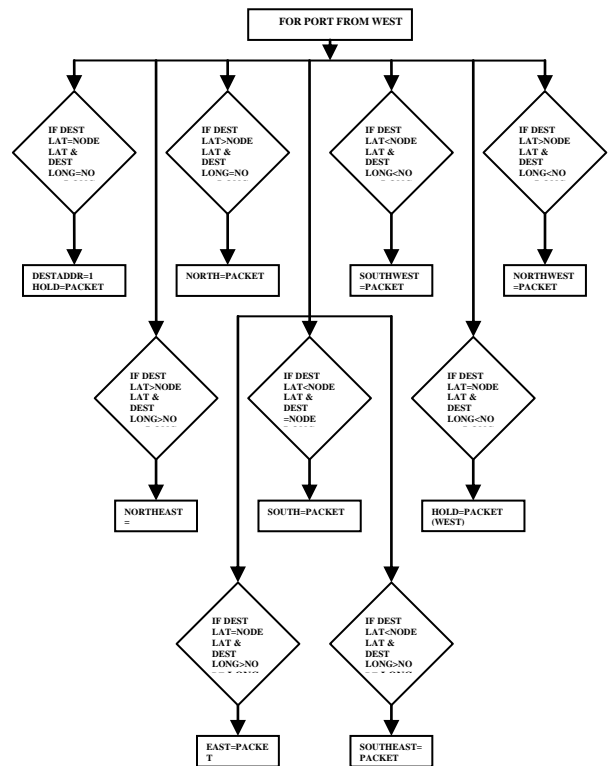 FOR PORT FROM WEST
IF DEST
LAT=NODE
LAT &
DEST
LONG=NO
IF DEST
LAT>NODE
LAT &
DEST
LONG=NO
IF DEST
LAT<NODE
LAT &
DEST
LONG<NO
IF DEST
LAT>NODE
LAT &
DEST
LONG<NO
DESTADDR=1
HOLD=PACKET
NORTH=PACKET
SOUTHWEST
=PACKET
NORTHWEST
=PACKET
IF DEST
LAT>NODE
LAT &
DEST
LONG>NO
IF DEST
LAT<NODE
LAT &
DEST
=NODE
IF DEST
LAT=NODE
LAT &
DEST
LONG<NO
NORTHEAST
=
SOUTH=PACKET
HOLD=PACKET
(WEST)
IF DEST
LAT=NODE
LAT &
DEST
LONG>NO
IF DEST
LAT<NODE
LAT &
DEST
LONG>NO
EAST=PACKE
T
SOUTHEAST=
PACKET